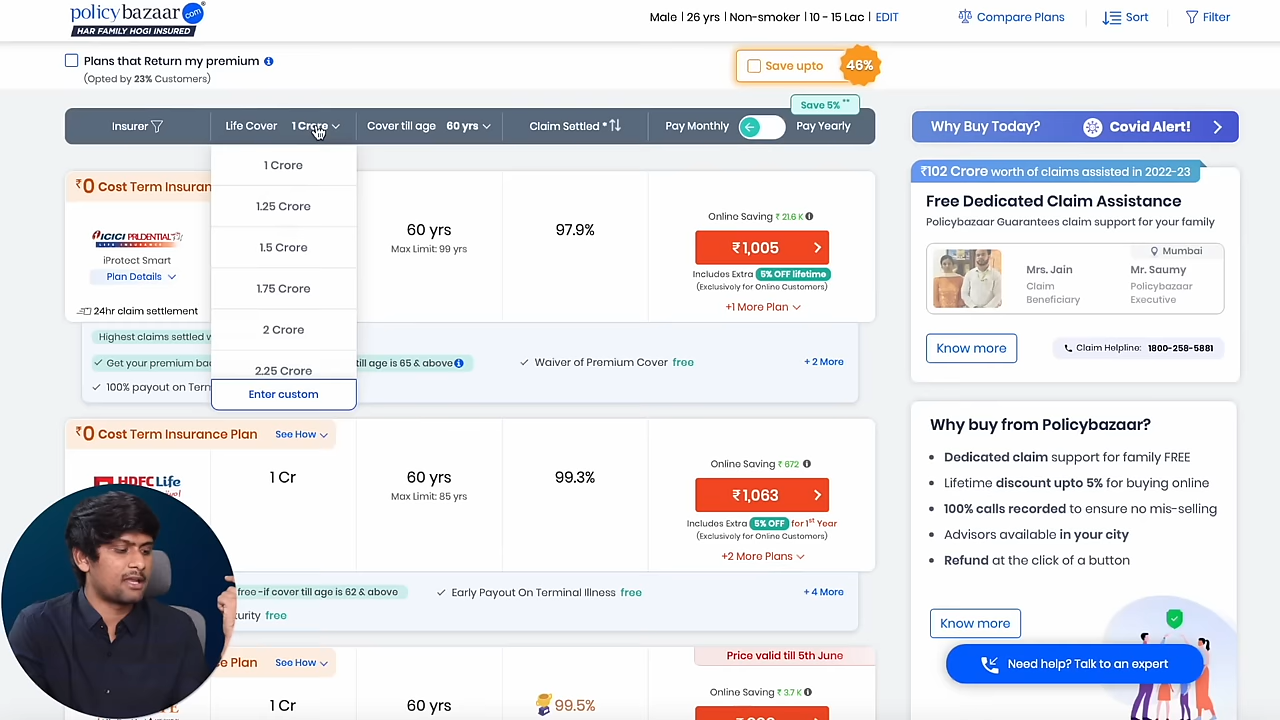 policybazaar.com
HAR FAMILY HOGI INSURED
Male | 26 yrs | Non-smoker | 10 - 15 Lac | EDIT
Compare Plans
Sort
Filter
Plans that Return my premium
(Opted by 23% Customers)
Save upto
46%
Save 5% **
Insurer
Life Cover 1 Crore
Cover till age 60 yrs
Claim Settled *
Pay Monthly
Pay Yearly
1 Crore
1.25 Crore
1.5 Crore
1.75 Crore
2 Crore
2.25 Crore
Enter custom
₹0 Cost Term Insuran
ICICI PRUDENTIAL
LIFE INSURANCE
iProtect Smart
Plan Details
24hr claim settlement
60 yrs
Max Limit: 99 yrs
97.9%
Online Saving ₹ 21.6 K
₹1,005
Includes Extra 5% OFF lifetime
(Exclusively for Online Customers)
+1 More Plan
Highest claims settled w
Get your premium ba
till age is 65 & above
Waiver of Premium Cover free
+ 2 More
100% payout on Term
₹0 Cost Term Insurance Plan See How
HDFC Life
1 Cr
60 yrs
Max Limit: 85 yrs
99.3%
Online Saving ₹ 672
₹1,063
Includes Extra 5% OFF for 1st Year
(Exclusively for Online Customers)
+2 More Plans
free -if cover till age is 62 & above
Early Payout On Terminal Illness free
+ 4 More
urity free
e Plan See How
Price valid till 5th June
1 Cr
60 yrs
99.5%
Online Saving ₹ 3.7 K
Why Buy Today?
Covid Alert!
₹102 Crore worth of claims assisted in 2022-23
Free Dedicated Claim Assistance
Policybazaar Guarantees claim support for your family
Mumbai
Mrs. Jain
Claim
Beneficiary
Mr. Saumy
Policybazaar
Executive
Know more
Claim Helpline: 1800-258-5881
Why buy from Policybazaar?
Dedicated claim support for family FREE
Lifetime discount upto 5% for buying online
100% calls recorded to ensure no mis-selling
Advisors available in your city
Refund at the click of a button
Know more
Need help? Talk to an expert